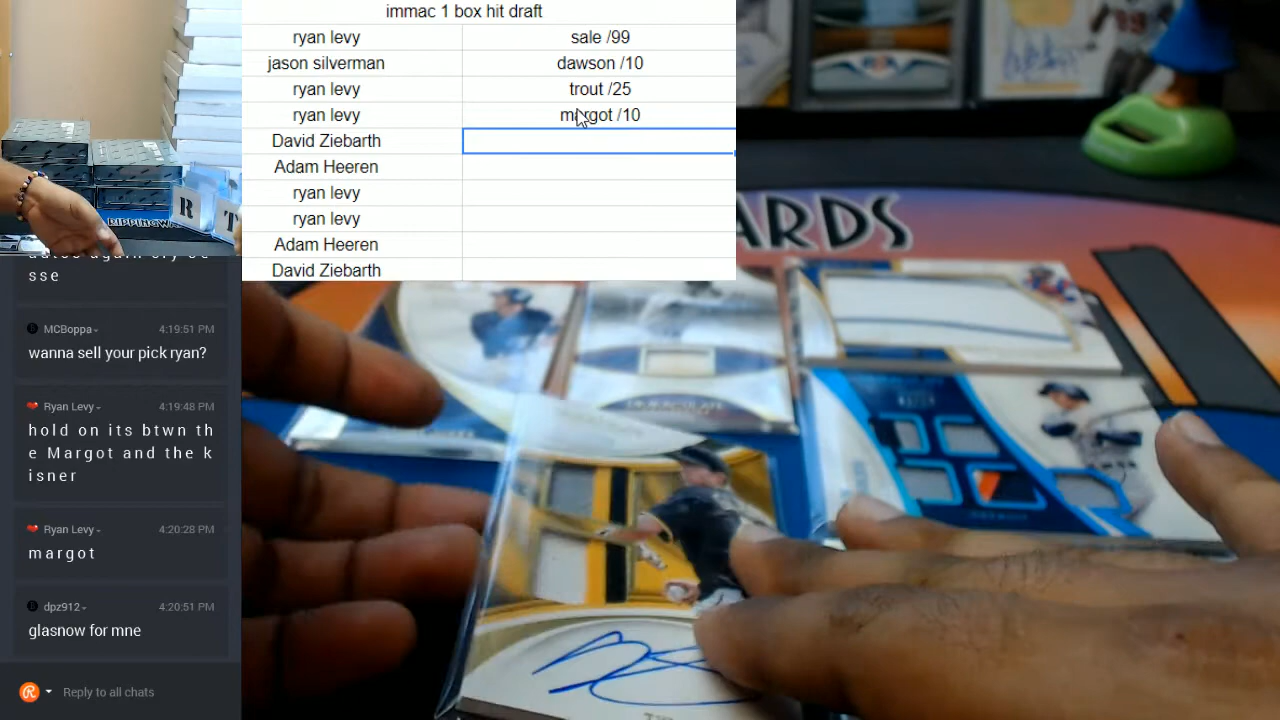 immac 1 box hit draft
ryan levy sale /99
jason silverman dawson /10
ryan levy trout /25
ryan levy margot /10
David Ziebarth
Adam Heeren
ryan levy
ryan levy
Adam Heeren
David Ziebarth
R
T
RIPPINGWA
ARDS
sse
MCBoppa 4:19:51 PM
wanna sell your pick ryan?
Ryan Levy 4:19:48 PM
hold on its btwn th
e Margot and the k
isner
Ryan Levy 4:20:28 PM
margot
dpz912 4:20:51 PM
glasnow for mne
R
Reply to all chats